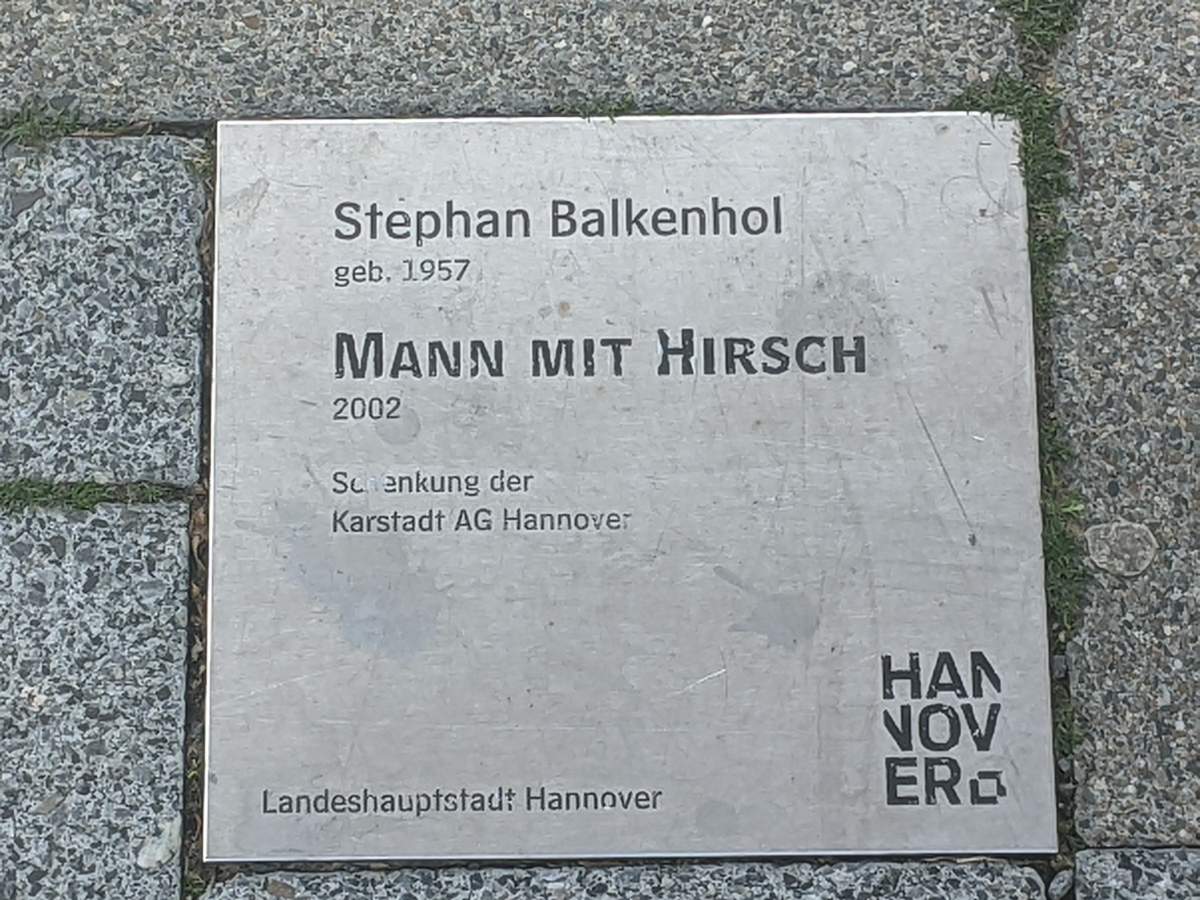 Stephan Balkenhol
geb. 1957
MANN MIT HIRSCH
2002
Schenkung der
Karstadt AG Hannover
Landeshauptstadt Hannover
HAN
NOV
ER